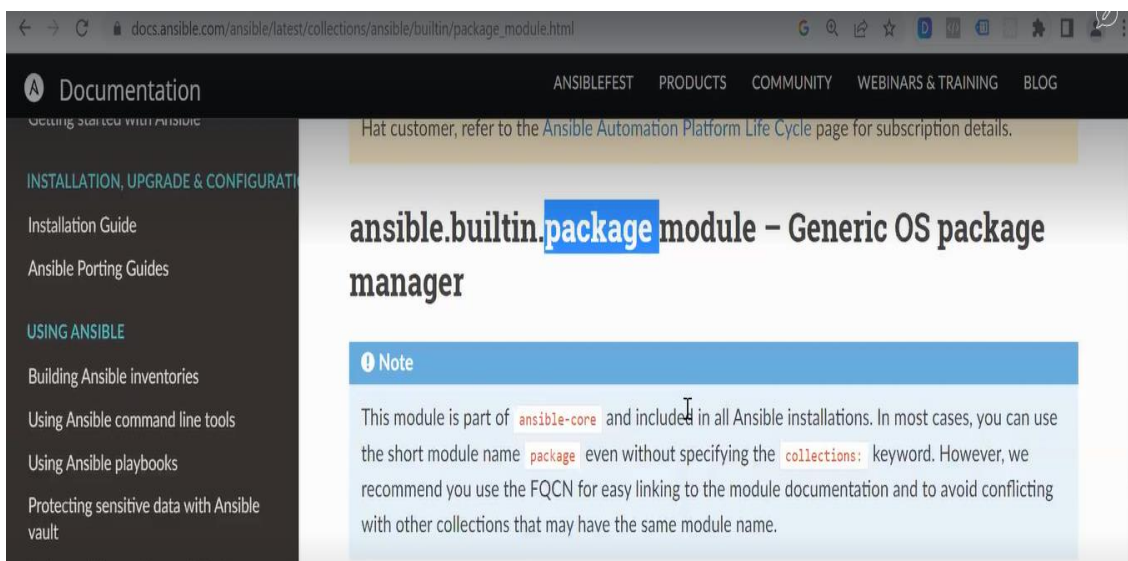 docs.ansible.com/ansible/latest/collections/ansible/builtin/package_module.html
Documentation
ANSIBLEFEST PRODUCTS COMMUNITY WEBINARS & TRAINING BLOG
Getting started with Ansible
INSTALLATION, UPGRADE & CONFIGURATI
Installation Guide
Ansible Porting Guides
USING ANSIBLE
Building Ansible inventories
Using Ansible command line tools
Using Ansible playbooks
Protecting sensitive data with Ansible
vault
Hat customer, refer to the Ansible Automation Platform Life Cycle page for subscription details.
ansible.builtin.package module – Generic OS package
manager
Note
This module is part of ansible-core and included in all Ansible installations. In most cases, you can use
the short module name package even without specifying the collections: keyword. However, we
recommend you use the FQCN for easy linking to the module documentation and to avoid conflicting
with other collections that may have the same module name.